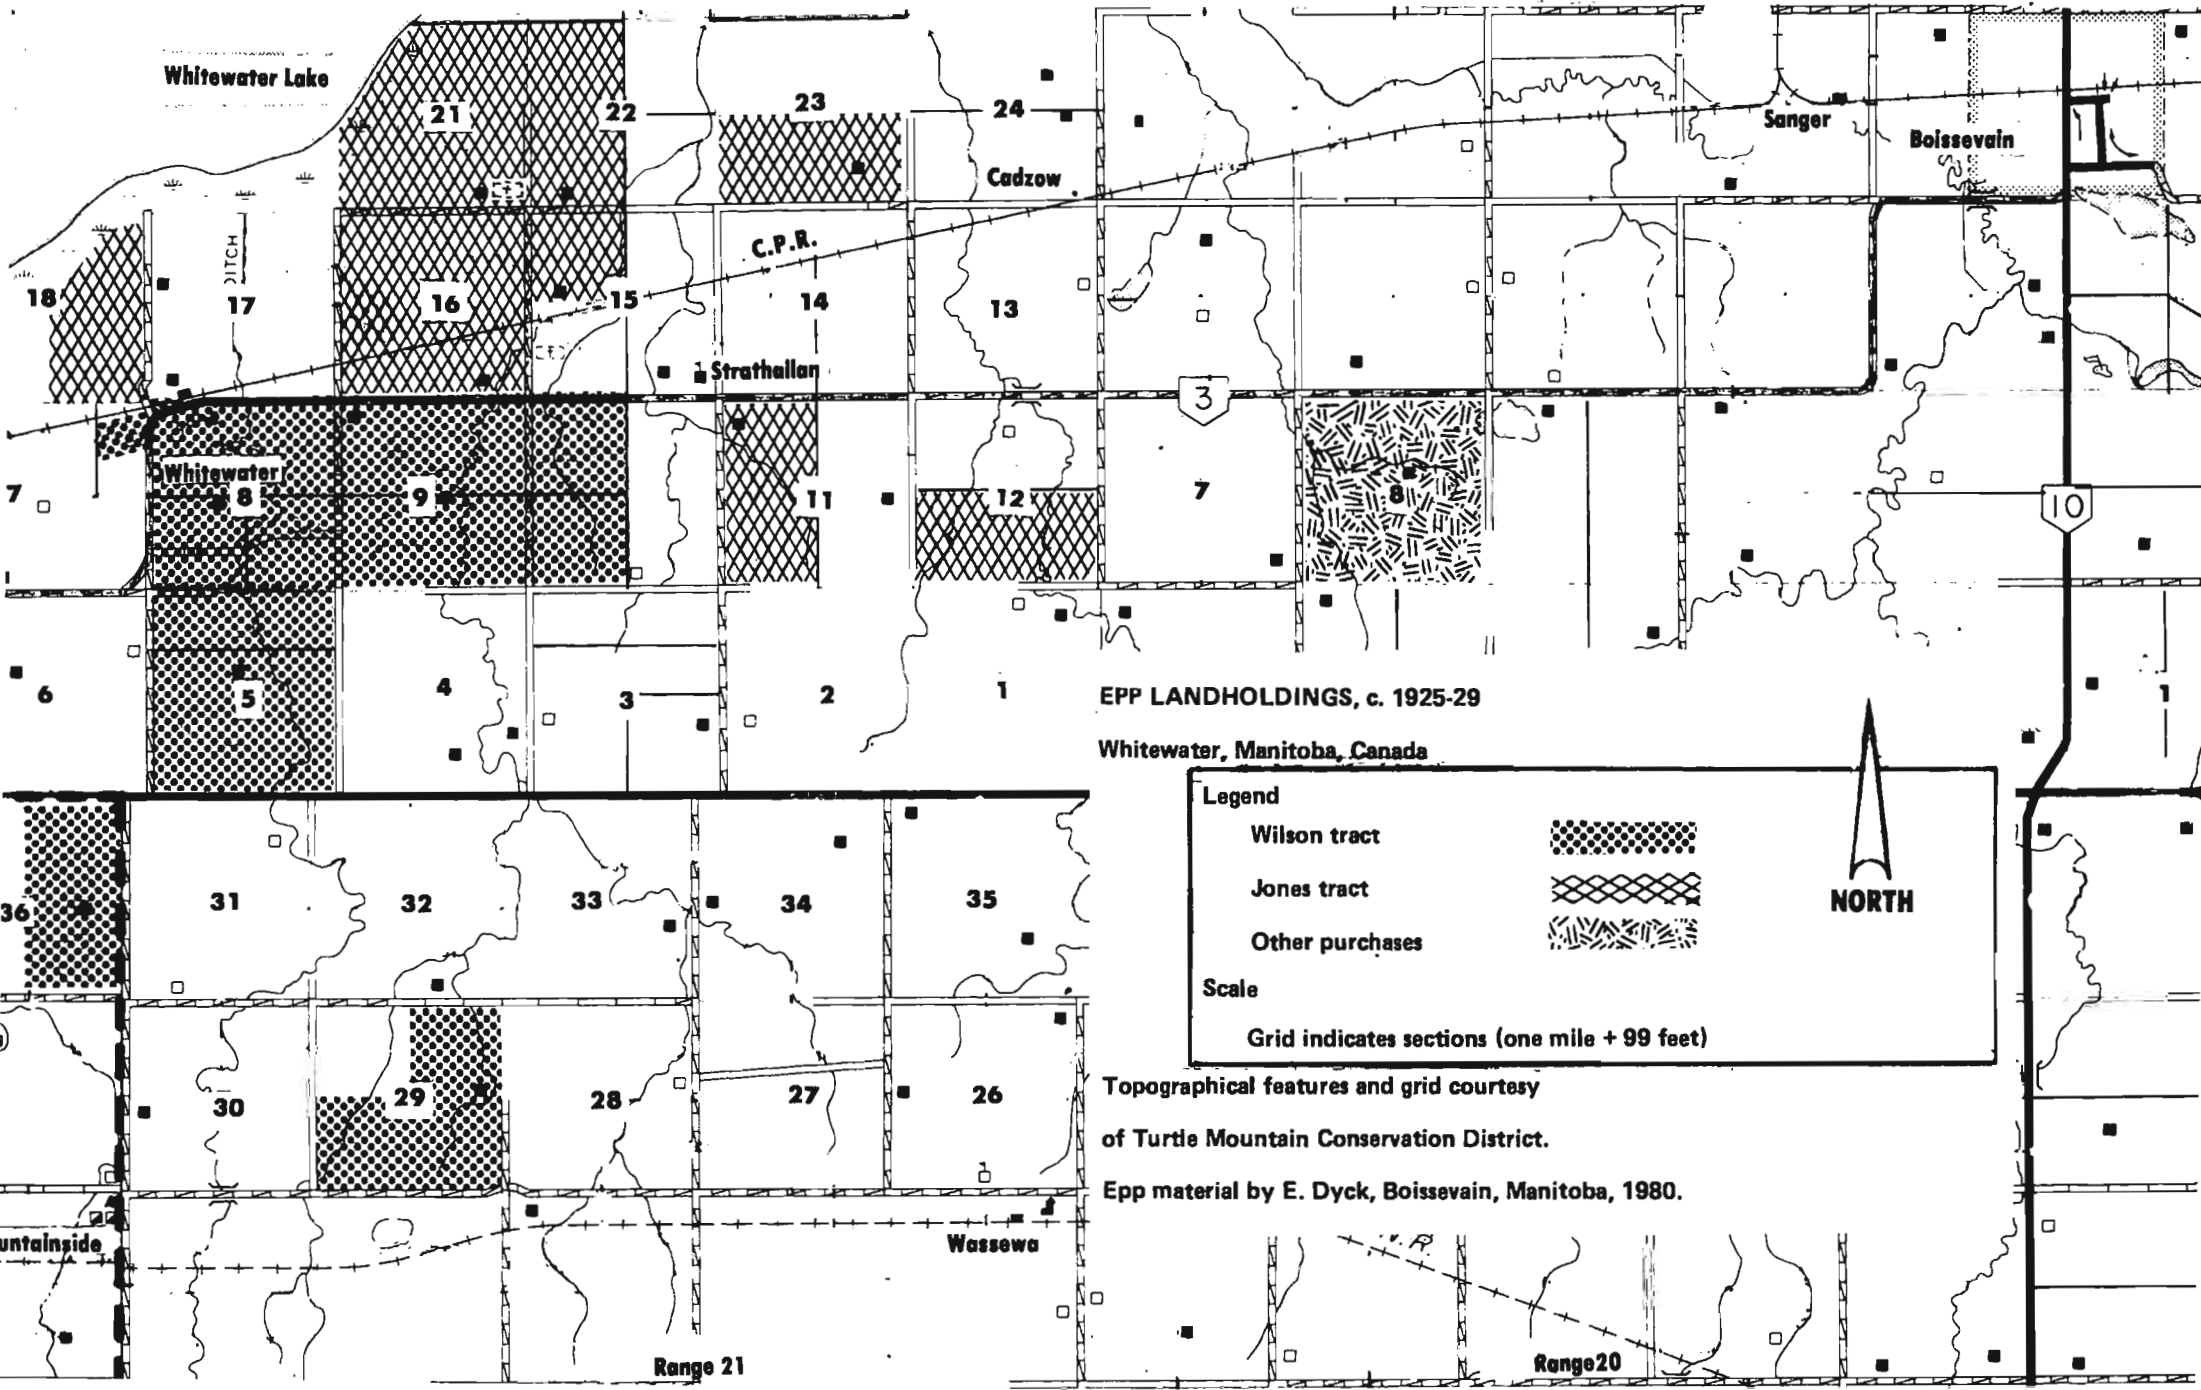 Whitewater Lake
21
22
23
24
Sanger
Boissevain
Cadzow
C.P.R.
DITCH
18
17
16
15
14
13
Strathallan
3
Whitewater
7
8
9
11
12
7
8
10
6
5
4
3
2
1
1
EPP LANDHOLDINGS, c. 1925-29
Whitewater, Manitoba, Canada
Legend
Wilson tract
Jones tract
Other purchases
Scale
Grid indicates sections (one mile + 99 feet)
NORTH
36
31
32
33
34
35
30
29
28
27
26
Topographical features and grid courtesy
of Turtle Mountain Conservation District.
Epp material by E. Dyck, Boissevain, Manitoba, 1980.
untainside
Wassewa
Range 21
Range 20